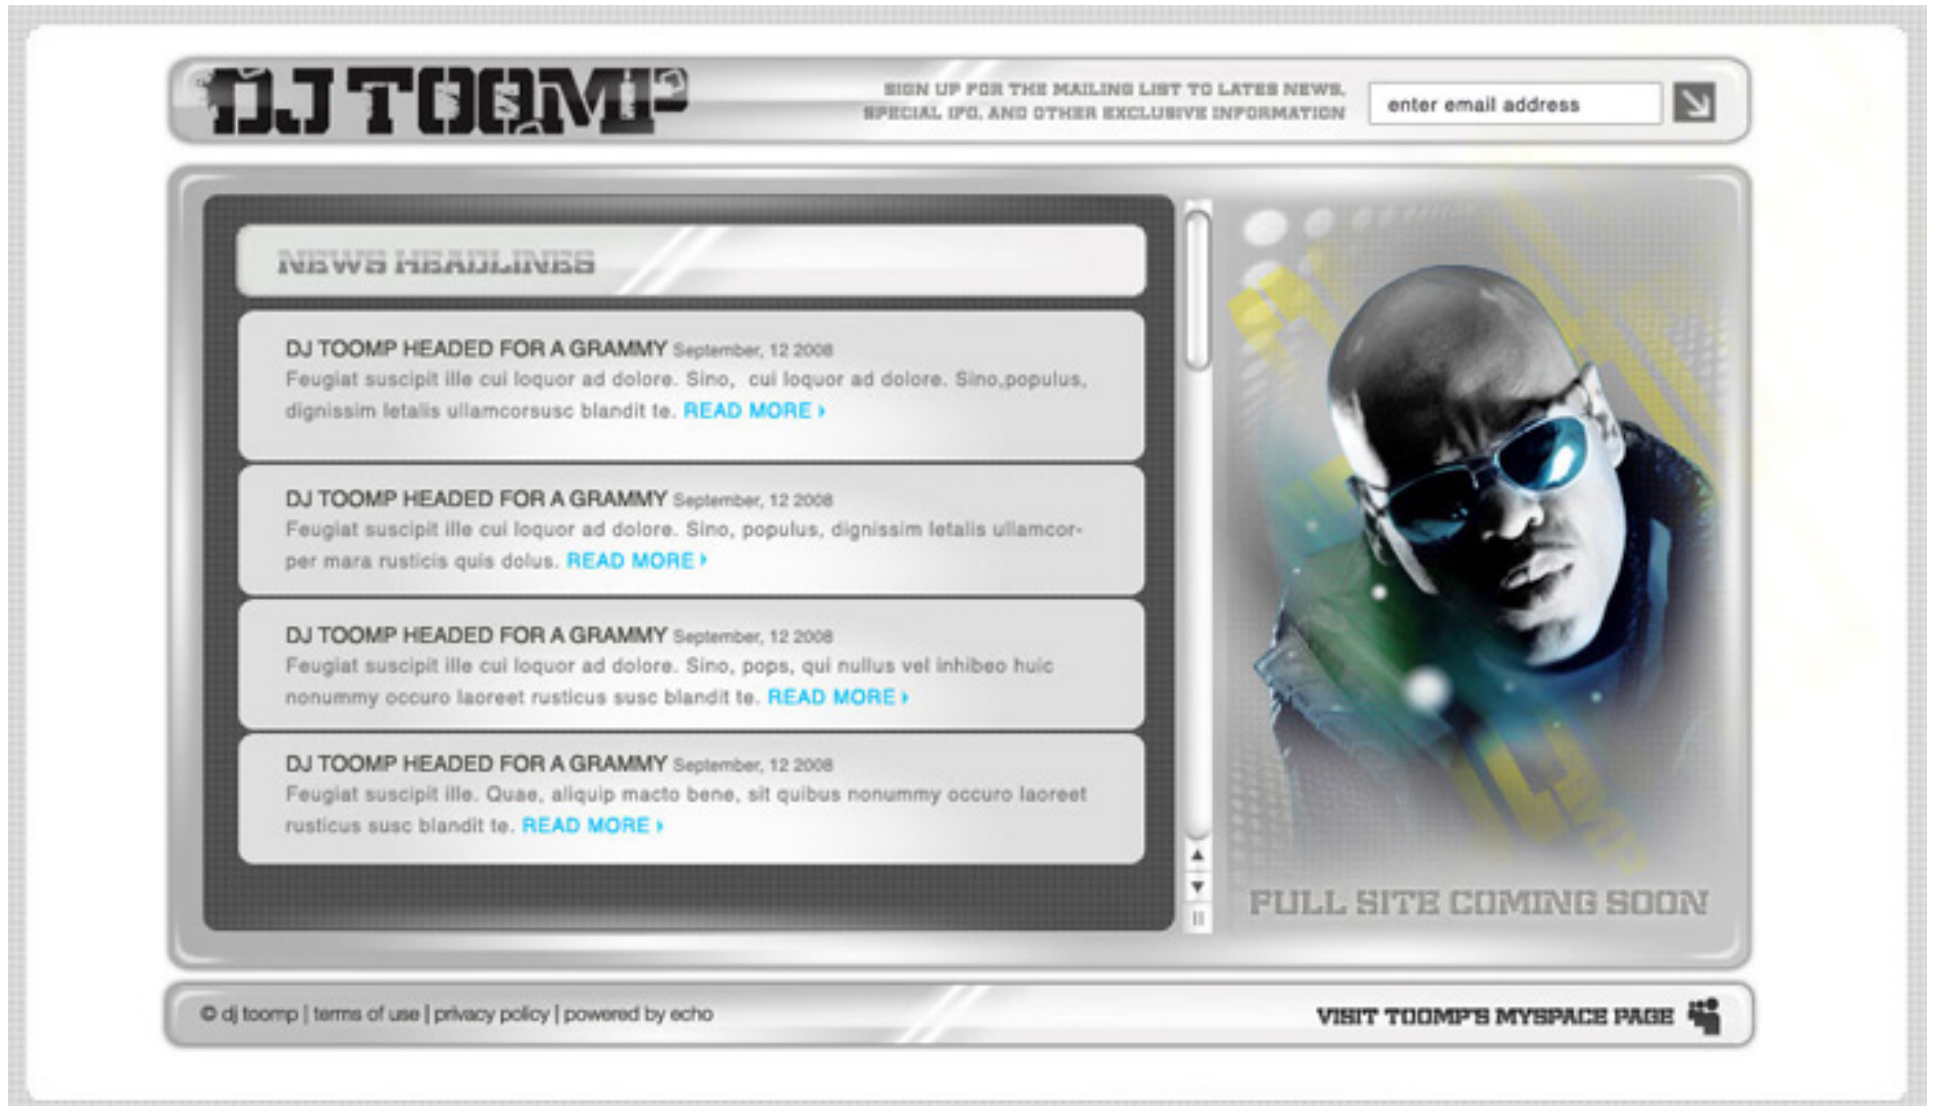 DJ TOOMP
SIGN UP FOR THE MAILING LIST TO LATES NEWS,
SPECIAL IFO, AND OTHER EXCLUSIVE INFORMATION
enter email address
NEWS HEADLINES
DJ TOOMP HEADED FOR A GRAMMY September, 12 2008
Feugiat suscipit ille cui loquor ad dolore. Sino, cui loquor ad dolore. Sino,populus,
dignissim letalis ullamcorsusc blandit te. READ MORE
DJ TOOMP HEADED FOR A GRAMMY September, 12 2008
Feugiat suscipit ille cui loquor ad dolore. Sino, populus, dignissim letalis ullamcor-
per mara rusticis quis dolus. READ MORE
DJ TOOMP HEADED FOR A GRAMMY September, 12 2008
Feugiat suscipit ille cui loquor ad dolore. Sino, pops, qui nullus vel inhibeo huic
nonummy occuro laoreet rusticus susc blandit te. READ MORE
DJ TOOMP HEADED FOR A GRAMMY September, 12 2008
Feugiat suscipit ille. Quae, aliquip macto bene, sit quibus nonummy occuro laoreet
rusticus susc blandit te. READ MORE
FULL SITE COMING SOON
© dj toomp | terms of use | privacy policy | powered by echo
VISIT TOOMP'S MYSPACE PAGE